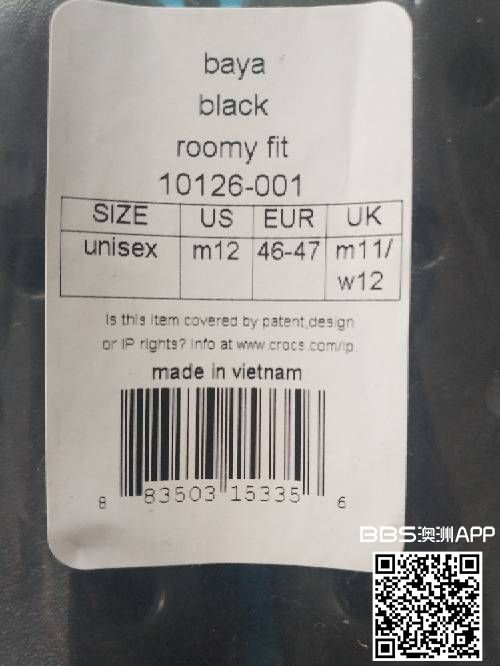 baya
black
roomy fit
10126-001
SIZE US EUR UK
unisex m12 46-47 m11/
w12
Is this item covered by patent,design
or IP rights? Info at www.crocs.com/ip.
made in vietnam
8 83503 15335 6
BBS澳洲APP